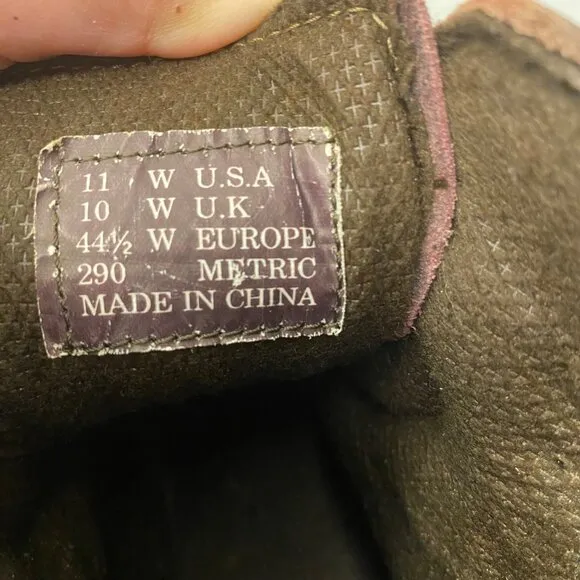 11 W U.S.A
10 W U.K
44½ W EUROPE
290 METRIC
MADE IN CHINA